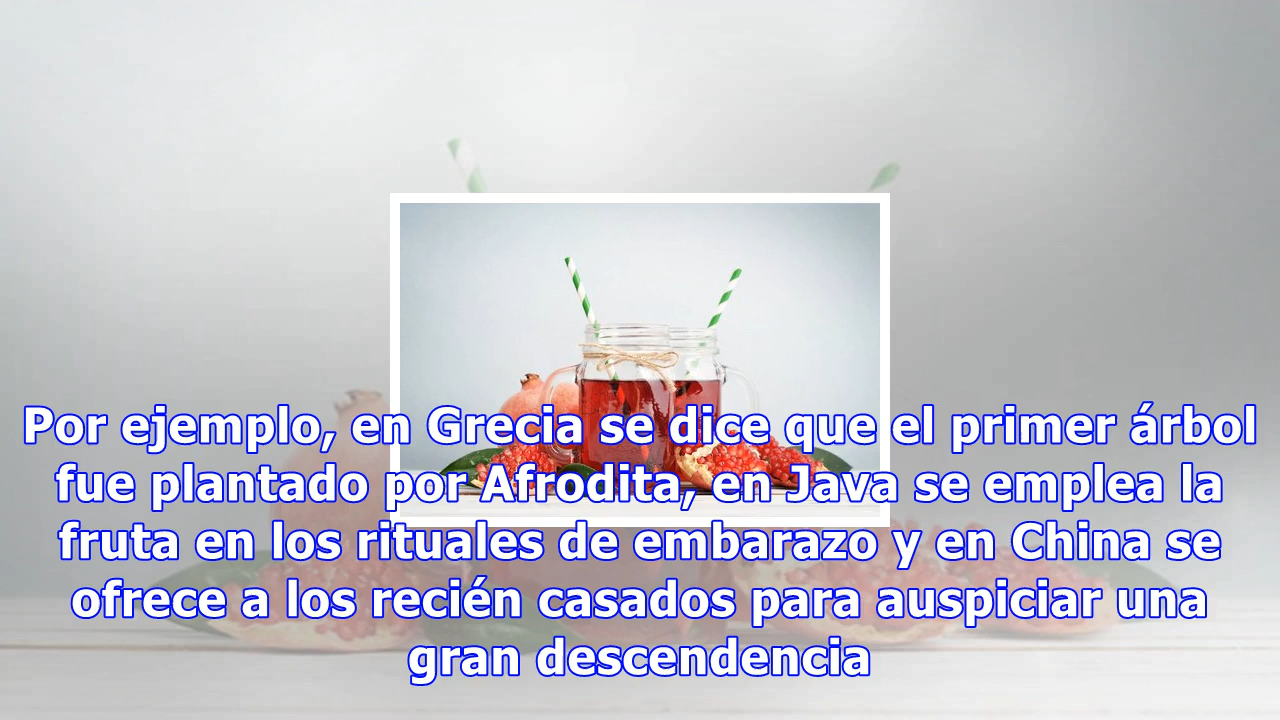 Por ejemplo, en Grecia se dice que el primer árbol
fue plantado por Afrodita, en Java se emplea la
fruta en los rituales de embarazo y en China se
ofrece a los recién casados para auspiciar una
gran descendencia